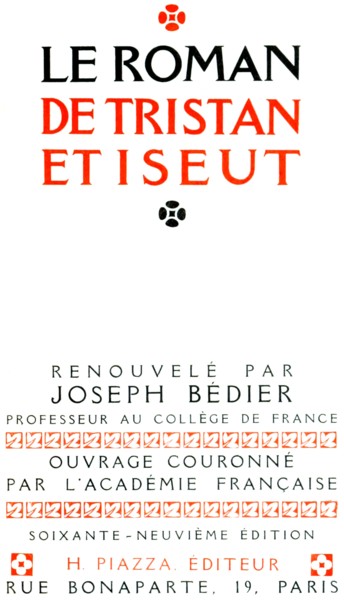 LE ROMAN
DE TRISTAN
ET ISEUT
RENOUVELÉ PAR
JOSEPH BÉDIER
PROFESSEUR AU COLLÈGE DE FRANCE
OUVRAGE COURONNÉ
PAR L'ACADÉMIE FRANÇAISE
SOIXANTE-NEUVIÈME ÉDITION
H. PIAZZA, ÉDITEUR
RUE BONAPARTE, 19, PARIS